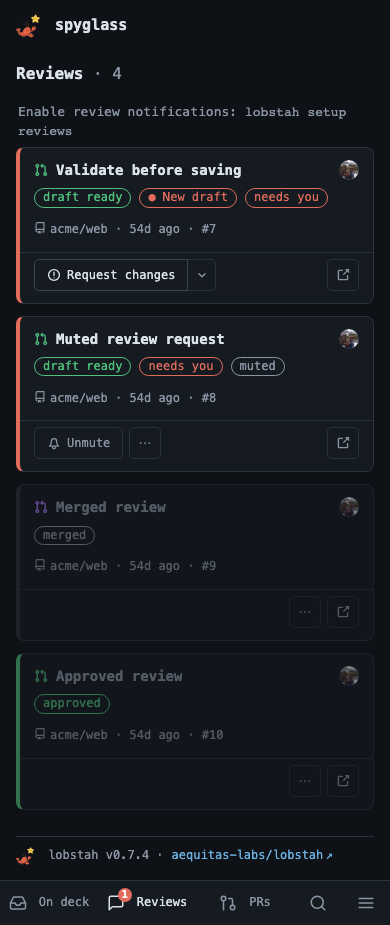 spyglass
Reviews · 4
Enable review notifications: lobstah setup
reviews
Validate before saving
draft ready
● New draft
needs you
acme/web · 54d ago · #7
Request changes
Muted review request
draft ready
needs you
muted
acme/web · 54d ago · #8
Unmute
···
Merged review
merged
acme/web · 54d ago · #9
···
Approved review
approved
acme/web · 54d ago · #10
···
lobstah v0.7.4 · aequitas-labs/lobstah↗
On deck
1
Reviews
PRs